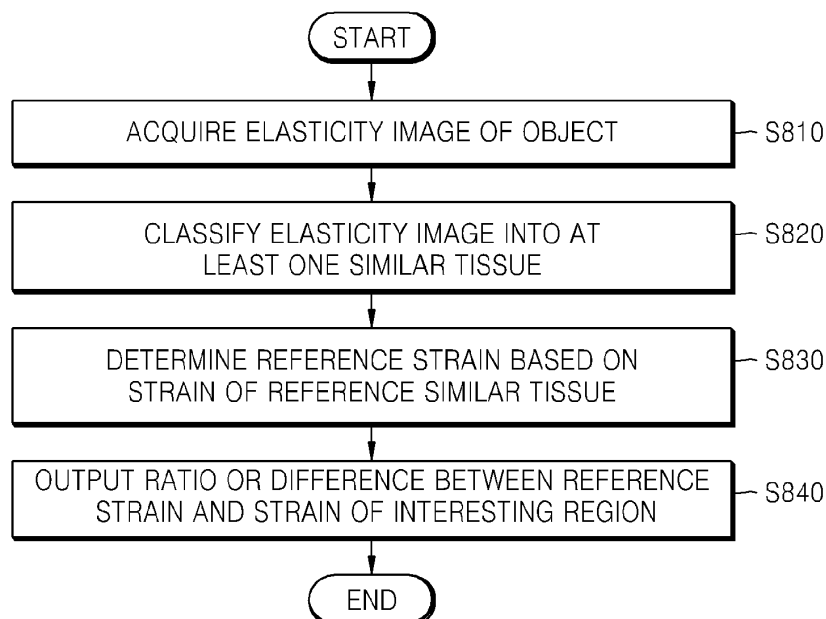 START
ACQUIRE ELASTICITY IMAGE OF OBJECT
S810
CLASSIFY ELASTICITY IMAGE INTO AT
LEAST ONE SIMILAR TISSUE
S820
DETERMINE REFERENCE STRAIN BASED ON
STRAIN OF REFERENCE SIMILAR TISSUE
S830
OUTPUT RATIO OR DIFFERENCE BETWEEN REFERENCE
STRAIN AND STRAIN OF INTERESTING REGION
S840
END